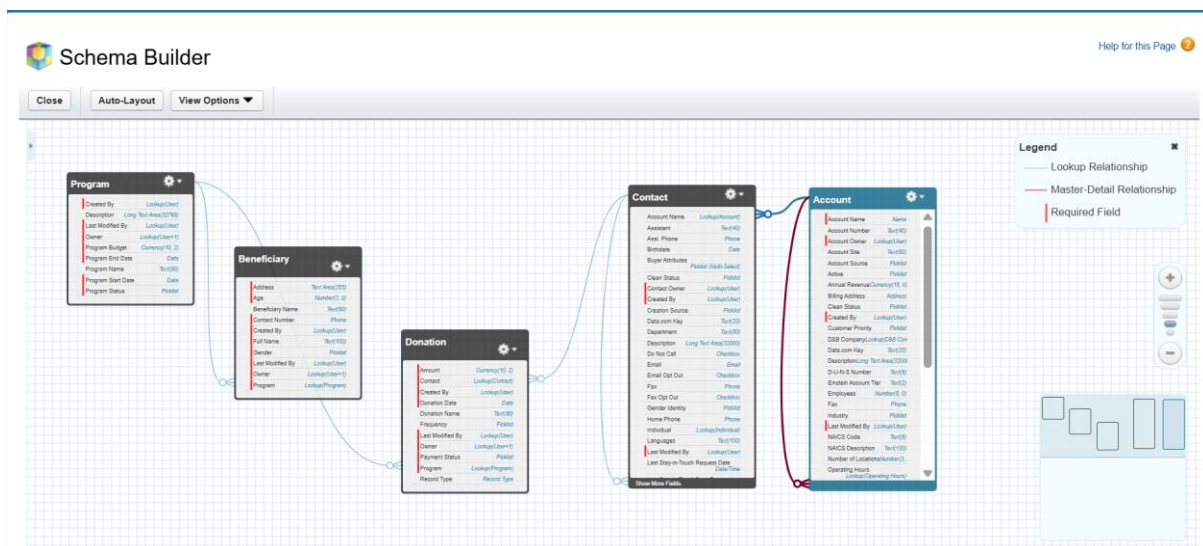 Schema Builder
Help for this Page
Close
Auto-Layout
View Options
Legend
Lookup Relationship
Master-Detail Relationship
Required Field
Program
Created By Lookup(User)
Description Long Text Area(32768)
Last Modified By Lookup(User)
Owner Lookup(User+1)
Program Budget Currency(10, 2)
Program End Date Date
Program Name Text(80)
Program Start Date Date
Program Status Picklist
Beneficiary
Address Text Area(255)
Age Number(3, 0)
Beneficiary Name Text(80)
Contact Number Phone
Created By Lookup(User)
Full Name Text(100)
Gender Picklist
Last Modified By Lookup(User)
Owner Lookup(User+1)
Program Lookup(Program)
Donation
Amount Currency(10, 2)
Contact Lookup(Contact)
Created By Lookup(User)
Donation Date Date
Donation Name Text(80)
Frequency Picklist
Last Modified By Lookup(User)
Owner Lookup(User+1)
Payment Status Picklist
Program Lookup(Program)
Record Type Record Type
Contact
Account Name Lookup(Account)
Assistant Text(40)
Asst. Phone Phone
Birthdate Date
Buyer Attributes
Picklist (Multi-Select)
Clean Status Picklist
Contact Owner Lookup(User)
Created By Lookup(User)
Creation Source Picklist
Data.com Key Text(20)
Department Text(80)
Description Long Text Area(32000)
Do Not Call Checkbox
Email Email
Email Opt Out Checkbox
Fax Phone
Fax Opt Out Checkbox
Gender Identity Picklist
Home Phone Phone
Individual Lookup(Individual)
Languages Text(100)
Last Modified By Lookup(User)
Last Stay-in-Touch Request Date
Date/Time
Show More Fields
Account
Account Name Name
Account Number Text(40)
Account Owner Lookup(User)
Account Site Text(80)
Account Source Picklist
Active Picklist
Annual Revenue Currency(18, 0)
Billing Address Address
Clean Status Picklist
Created By Lookup(User)
Customer Priority Picklist
D&B Company Lookup(D&B Com
Data.com Key Text(20)
Description Long Text Area(32000
D-U-N-S Number Text(9)
Einstein Account Tier Text(2)
Employees Number(8, 0)
Fax Phone
Industry Picklist
Last Modified By Lookup(User)
NAICS Code Text(8)
NAICS Description Text(120)
Number of Locations Number(3,
Operating Hours
Lookup(Operating Hours)